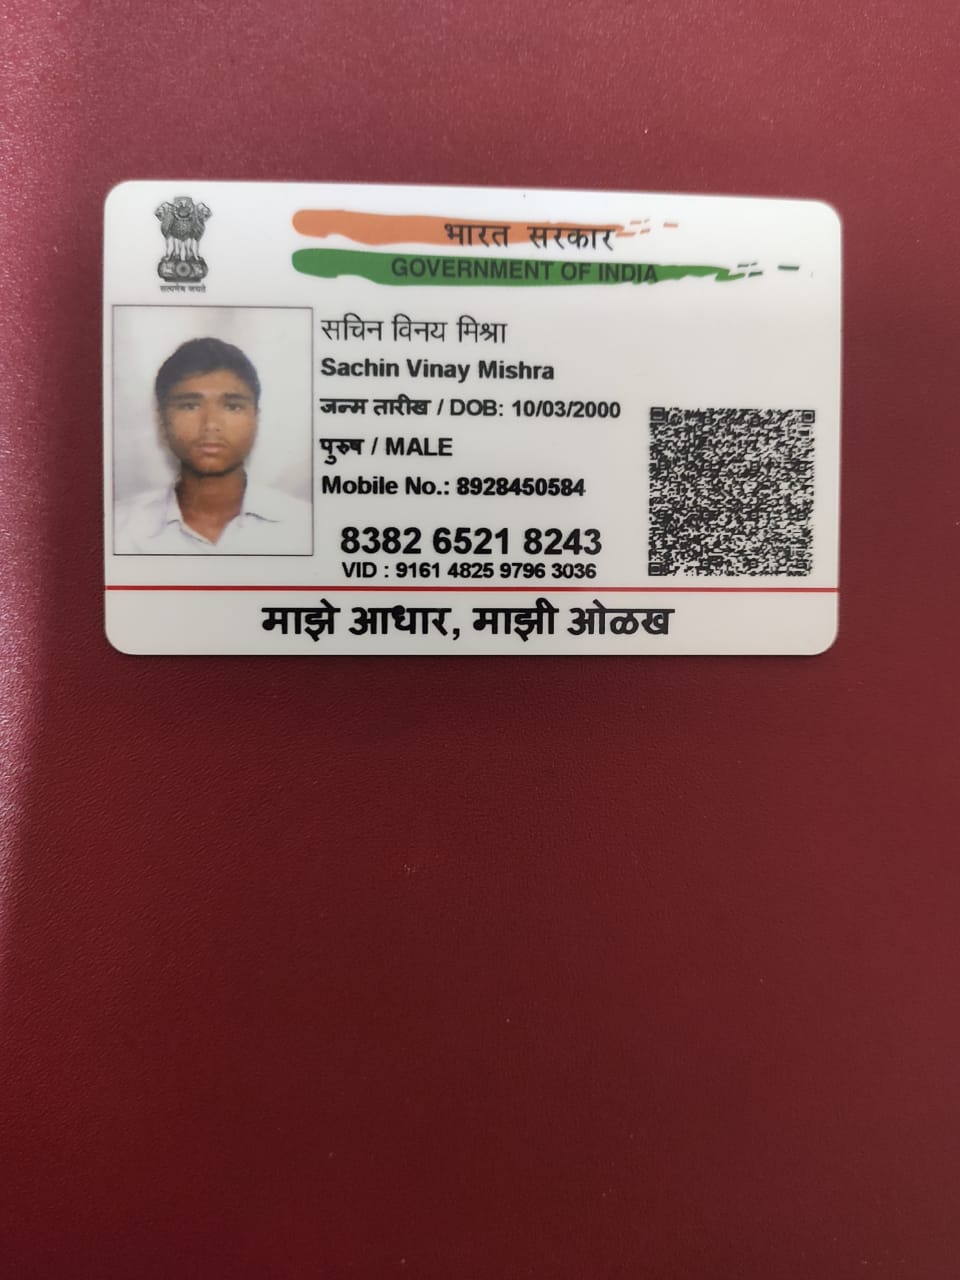 सत्यमेव जयते
भारत सरकार
GOVERNMENT OF INDIA
सचिन विनय मिश्रा
Sachin Vinay Mishra
जन्म तारीख / DOB: 10/03/2000
पुरुष / MALE
Mobile No.: 8928450584
8382 6521 8243
VID : 9161 4825 9796 3036
माझे आधार, माझी ओळख